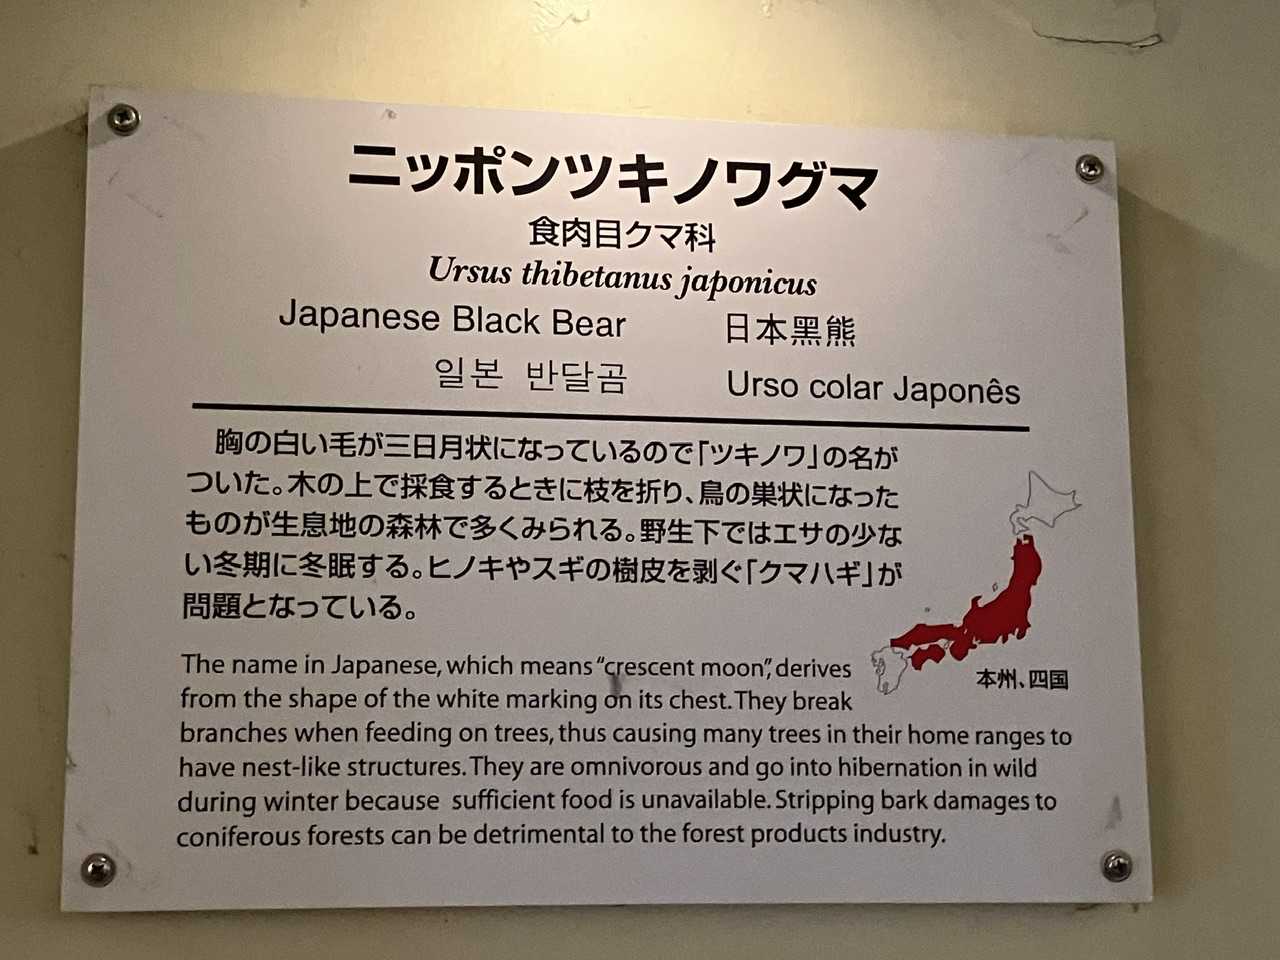 ニッポンツキノワグマ
食肉目クマ科
Ursus thibetanus japonicus
Japanese Black Bear 日本黑熊
일본 반달곰 Urso colar Japonês
胸の白い毛が三日月状になっているので「ツキノワ」の名が
ついた。木の上で採食するときに枝を折り、鳥の巣状になった
ものが生息地の森林で多くみられる。野生下ではエサの少な
い冬期に冬眠する。ヒノキやスギの樹皮を剥ぐ「クマハギ」が
問題となっている。
本州、四国
The name in Japanese, which means “crescent moon”, derives
from the shape of the white marking on its chest. They break
branches when feeding on trees, thus causing many trees in their home ranges to
have nest-like structures. They are omnivorous and go into hibernation in wild
during winter because sufficient food is unavailable. Stripping bark damages to
coniferous forests can be detrimental to the forest products industry.